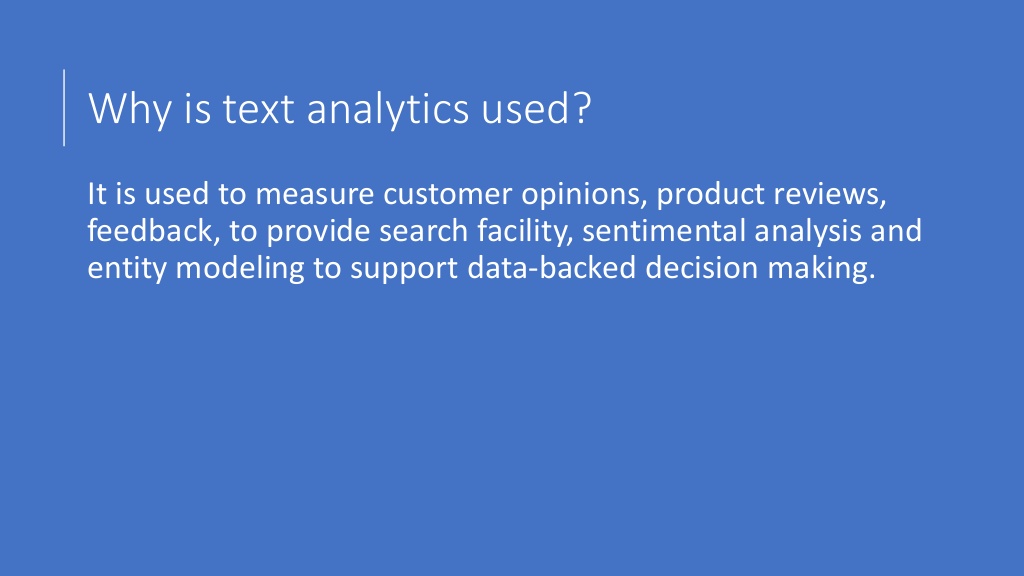 Why is text analytics used?
It is used to measure customer opinions, product reviews,
feedback, to provide search facility, sentimental analysis and
entity modeling to support data-backed decision making.